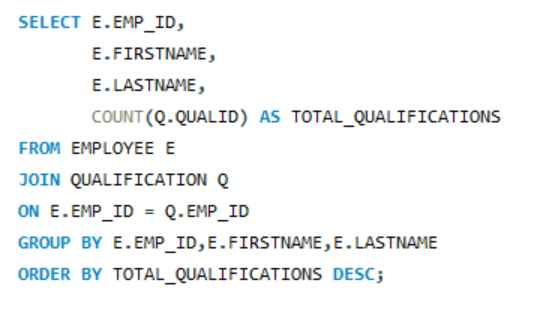 SELECT E.EMP_ID,
E.FIRSTNAME,
E.LASTNAME,
COUNT(Q.QUALID) AS TOTAL_QUALIFICATIONS
FROM EMPLOYEE E
JOIN QUALIFICATION Q
ON E.EMP_ID = Q.EMP_ID
GROUP BY E.EMP_ID,E.FIRSTNAME,E.LASTNAME
ORDER BY TOTAL_QUALIFICATIONS DESC;